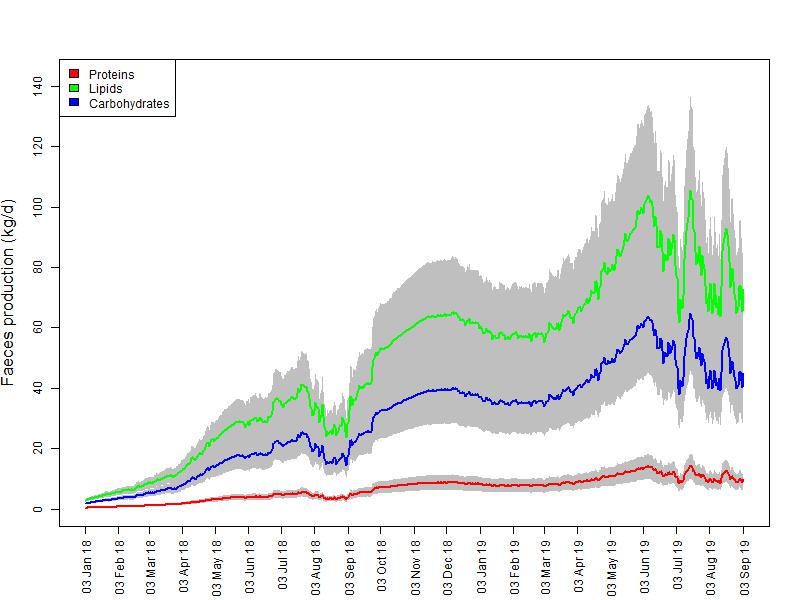 Proteins
Lipids
Carbohydrates
Faeces production (kg/d)
140
120
100
80
60
40
20
0
03 Jan 18
03 Feb 18
03 Mar 18
03 Apr 18
03 May 18
03 Jun 18
03 Jul 18
03 Aug 18
03 Sep 18
03 Oct 18
03 Nov 18
03 Dec 18
03 Jan 19
03 Feb 19
03 Mar 19
03 Apr 19
03 May 19
03 Jun 19
03 Jul 19
03 Aug 19
03 Sep 19